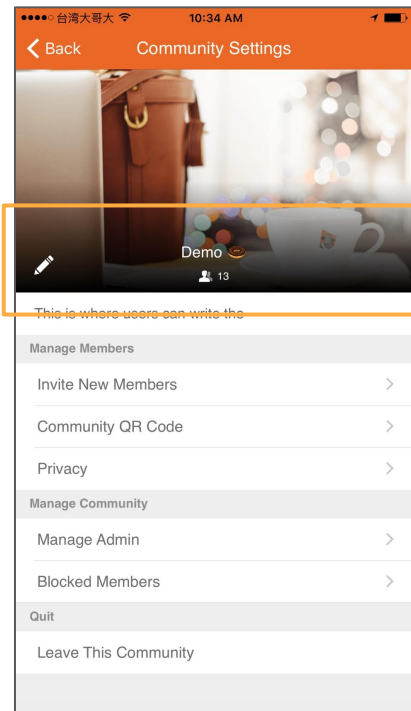 台湾大哥大 10:34 AM
Back Community Settings
Demo
13
This is where users can write the
Manage Members
Invite New Members
Community QR Code
Privacy
Manage Community
Manage Admin
Blocked Members
Quit
Leave This Community